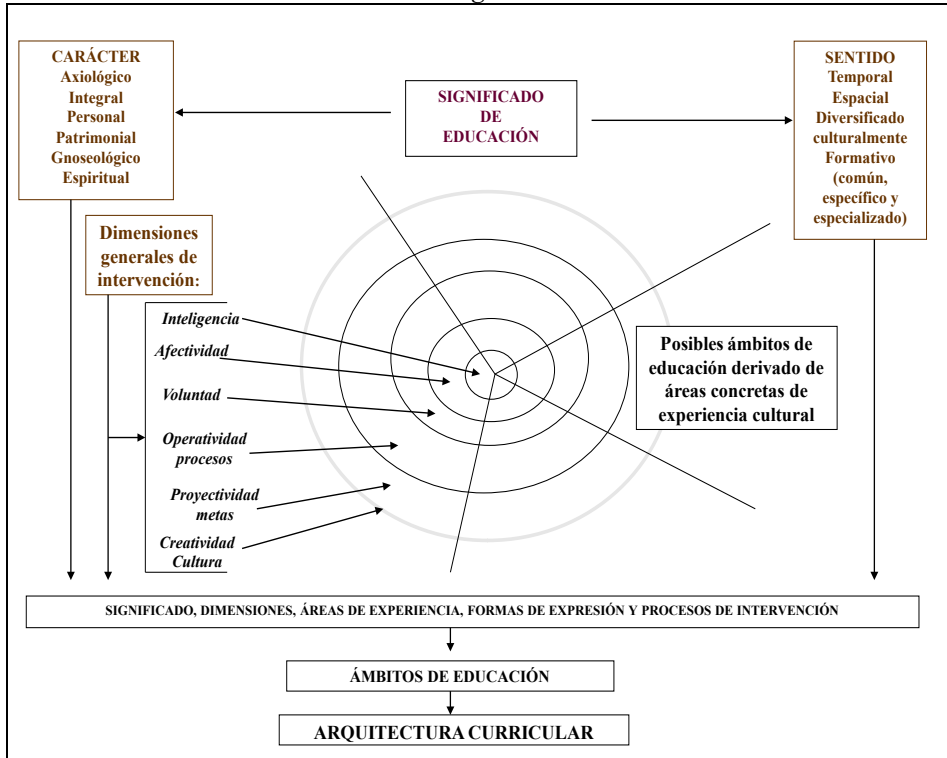 CARÁCTER
Axiológico
Integral
Personal
Patrimonial
Gnoseológico
Espiritual
SIGNIFICADO
DE
EDUCACIÓN
SENTIDO
Temporal
Espacial
Diversificado
culturalmente
Formativo
(común,
específico y
especializado)
Dimensiones
generales de
intervención:
Inteligencia
Afectividad
Voluntad
Operatividad
procesos
Proyectividad
metas
Creatividad
Cultura
Posibles ámbitos de
educación derivado de
áreas concretas de
experiencia cultural
SIGNIFICADO, DIMENSIONES, ÁREAS DE EXPERIENCIA, FORMAS DE EXPRESIÓN Y PROCESOS DE INTERVENCIÓN
ÁMBITOS DE EDUCACIÓN
ARQUITECTURA CURRICULAR